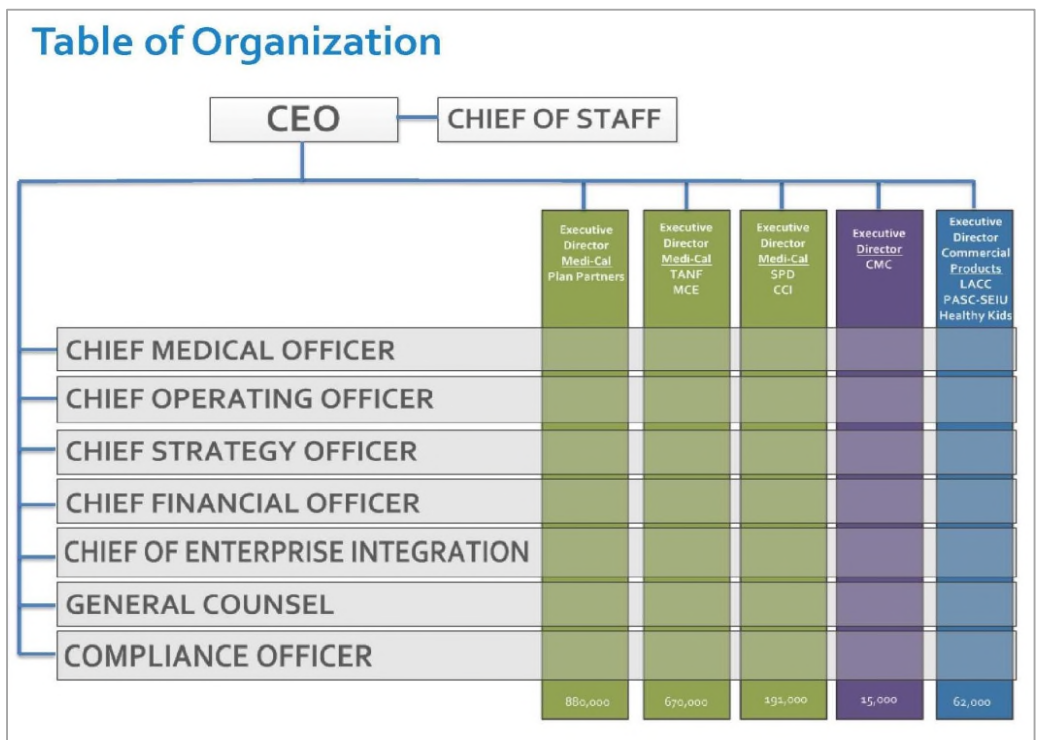 Table of Organization
CEO
CHIEF OF STAFF
Executive
Director
Medi-Cal
Plan Partners
Executive
Director
Medi-Cal
TANF
MCE
Executive
Director
Medi-Cal
SPD
CCI
Executive
Director
CMC
Executive
Director
Commercial
Products
LACC
PASC-SEIU
Healthy Kids
CHIEF MEDICAL OFFICER
CHIEF OPERATING OFFICER
CHIEF STRATEGY OFFICER
CHIEF FINANCIAL OFFICER
CHIEF OF ENTERPRISE INTEGRATION
GENERAL COUNSEL
COMPLIANCE OFFICER
880,000
670,000
191,000
15,000
62,000